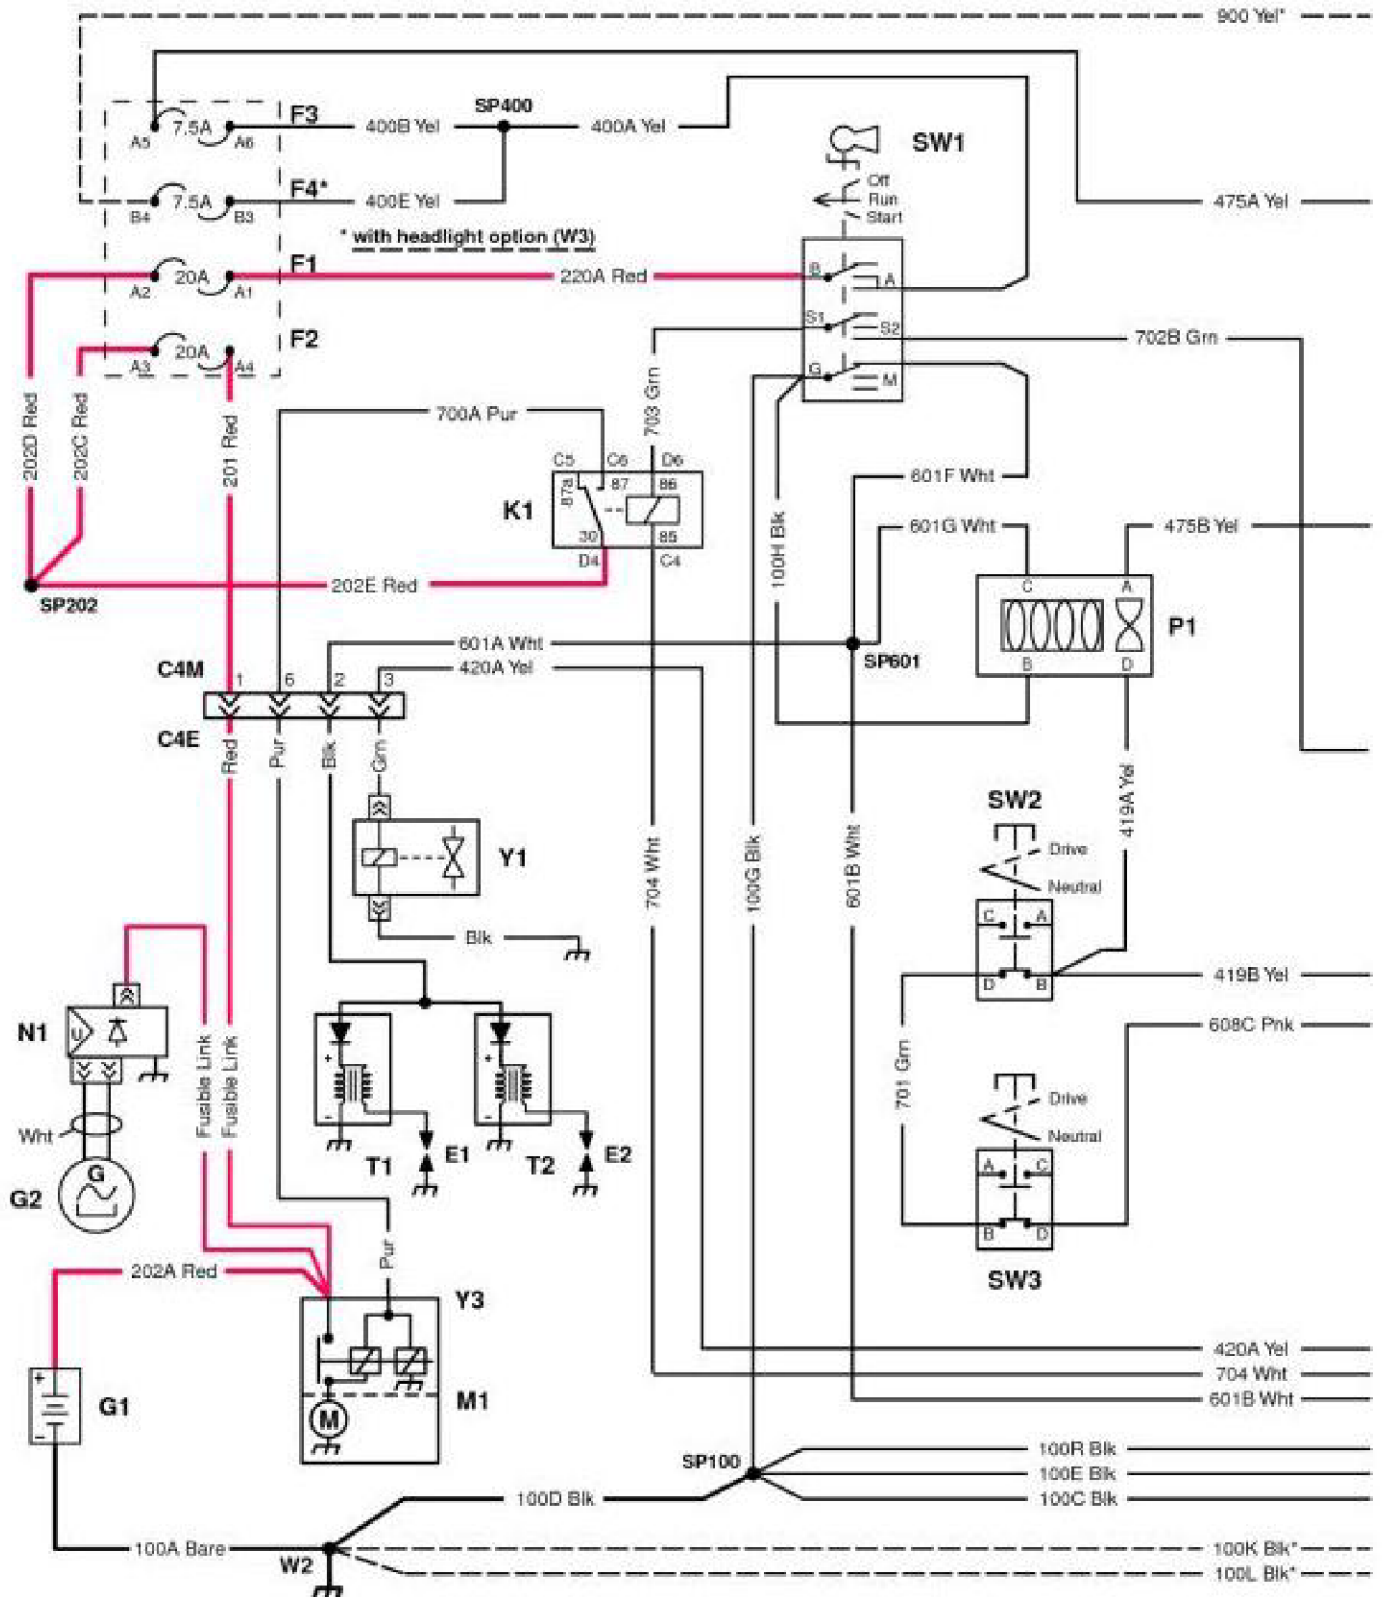 900 Yel*
SP400
F3
7.5A
400B Yel
400A Yel
SW1
A5
A6
Off
F4*
Run
475A Yel
7.5A
400E Yel
B4
B3
Start
* with headlight option (W3)
F1
B
20A
220A Red
A
A2
A1
S1
S2
F2
702B Grn
20A
A3
A4
G
M
202D Red
202C Red
201 Red
700A Pur
703 Grn
C5
C6
D6
601F Wht
87a
87
86
K1
601G Wht
475B Yel
30
85
D4
C4
100H Blk
202E Red
C
A
SP202
P1
601A Wht
SP601
C4M
420A Yel
B
D
1
6
2
3
C4E
Red
Pur
Blk
Grn
419A Yel
SW2
Drive
Y1
704 Wht
100G Blk
601B Wht
Neutral
C
A
Blk
419B Yel
D
B
608C Pnk
N1
U
Fusible Link
Fusible Link
+
+
701 Grn
Drive
-
-
Wht
Neutral
T1
E1
T2
E2
A
C
G
G2
B
D
Pur
202A Red
SW3
Y3
420A Yel
704 Wht
+
G1
M1
601B Wht
M
-
100R Blk
SP100
100E Blk
100D Blk
100C Blk
100A Bare
100K Blk*
W2
100L Blk*